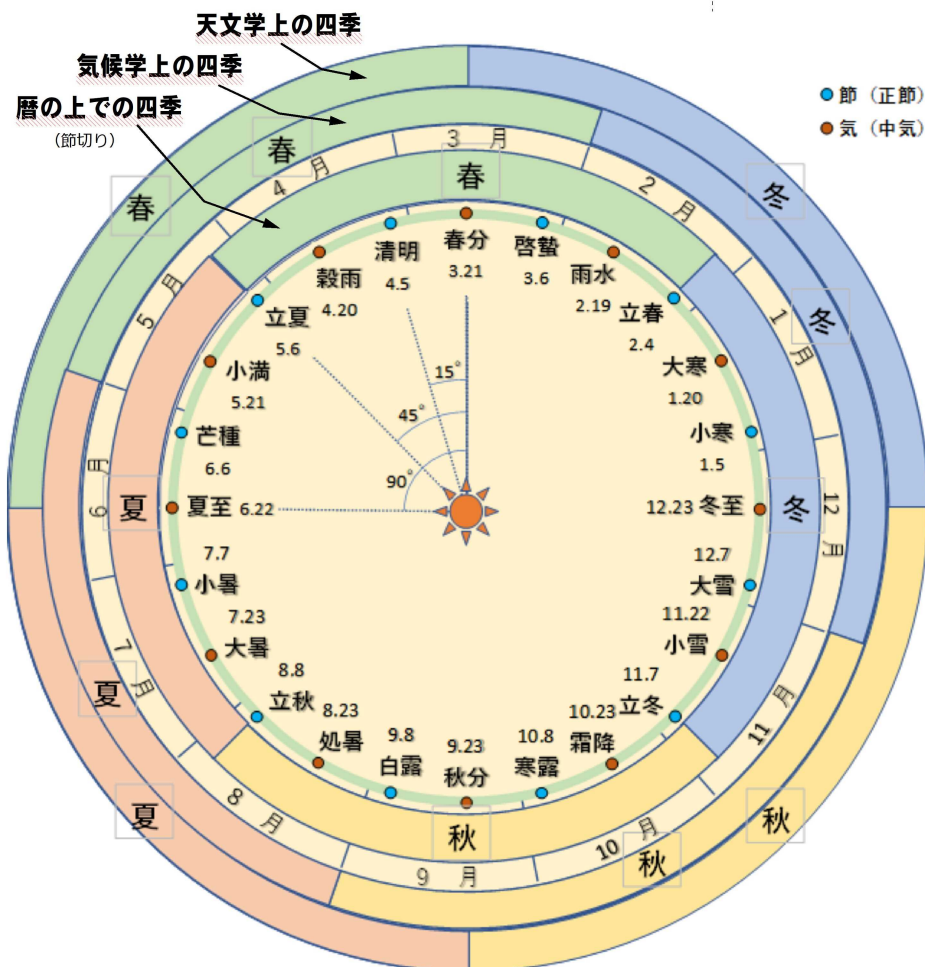 天文学上の四季
気候学上の四季
暦の上での四季
(節切り)
節（正節）
気（中気）
春
春
春
冬
冬
冬
夏
夏
夏
秋
秋
秋
3月
2月
1月
12月
11月
10月
9月
8月
7月
6月
5月
4月
春分
3.21
啓蟄
3.6
雨水
2.19
立春
2.4
大寒
1.20
小寒
1.5
12.23 冬至
12.7
大雪
11.22
小雪
11.7
立冬
10.23
霜降
10.8
寒露
9.23
秋分
9.8
白露
8.23
処暑
8.8
立秋
7.23
大暑
7.7
小暑
夏至 6.22
芒種
6.6
小満
5.21
立夏
5.6
穀雨
4.20
清明
4.5
15°
45°
90°